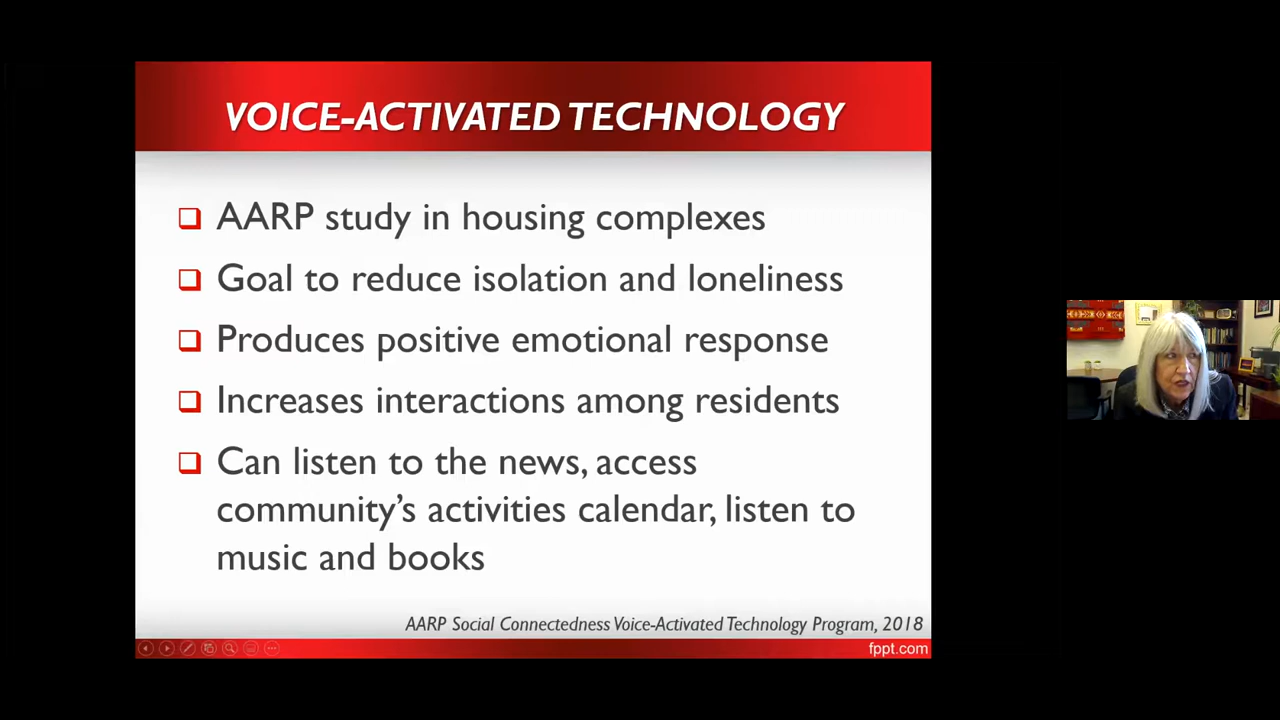 VOICE-ACTIVATED TECHNOLOGY
AARP study in housing complexes
Goal to reduce isolation and loneliness
Produces positive emotional response
Increases interactions among residents
Can listen to the news, access
community’s activities calendar, listen to
music and books
AARP Social Connectedness Voice-Activated Technology Program, 2018
fppt.com